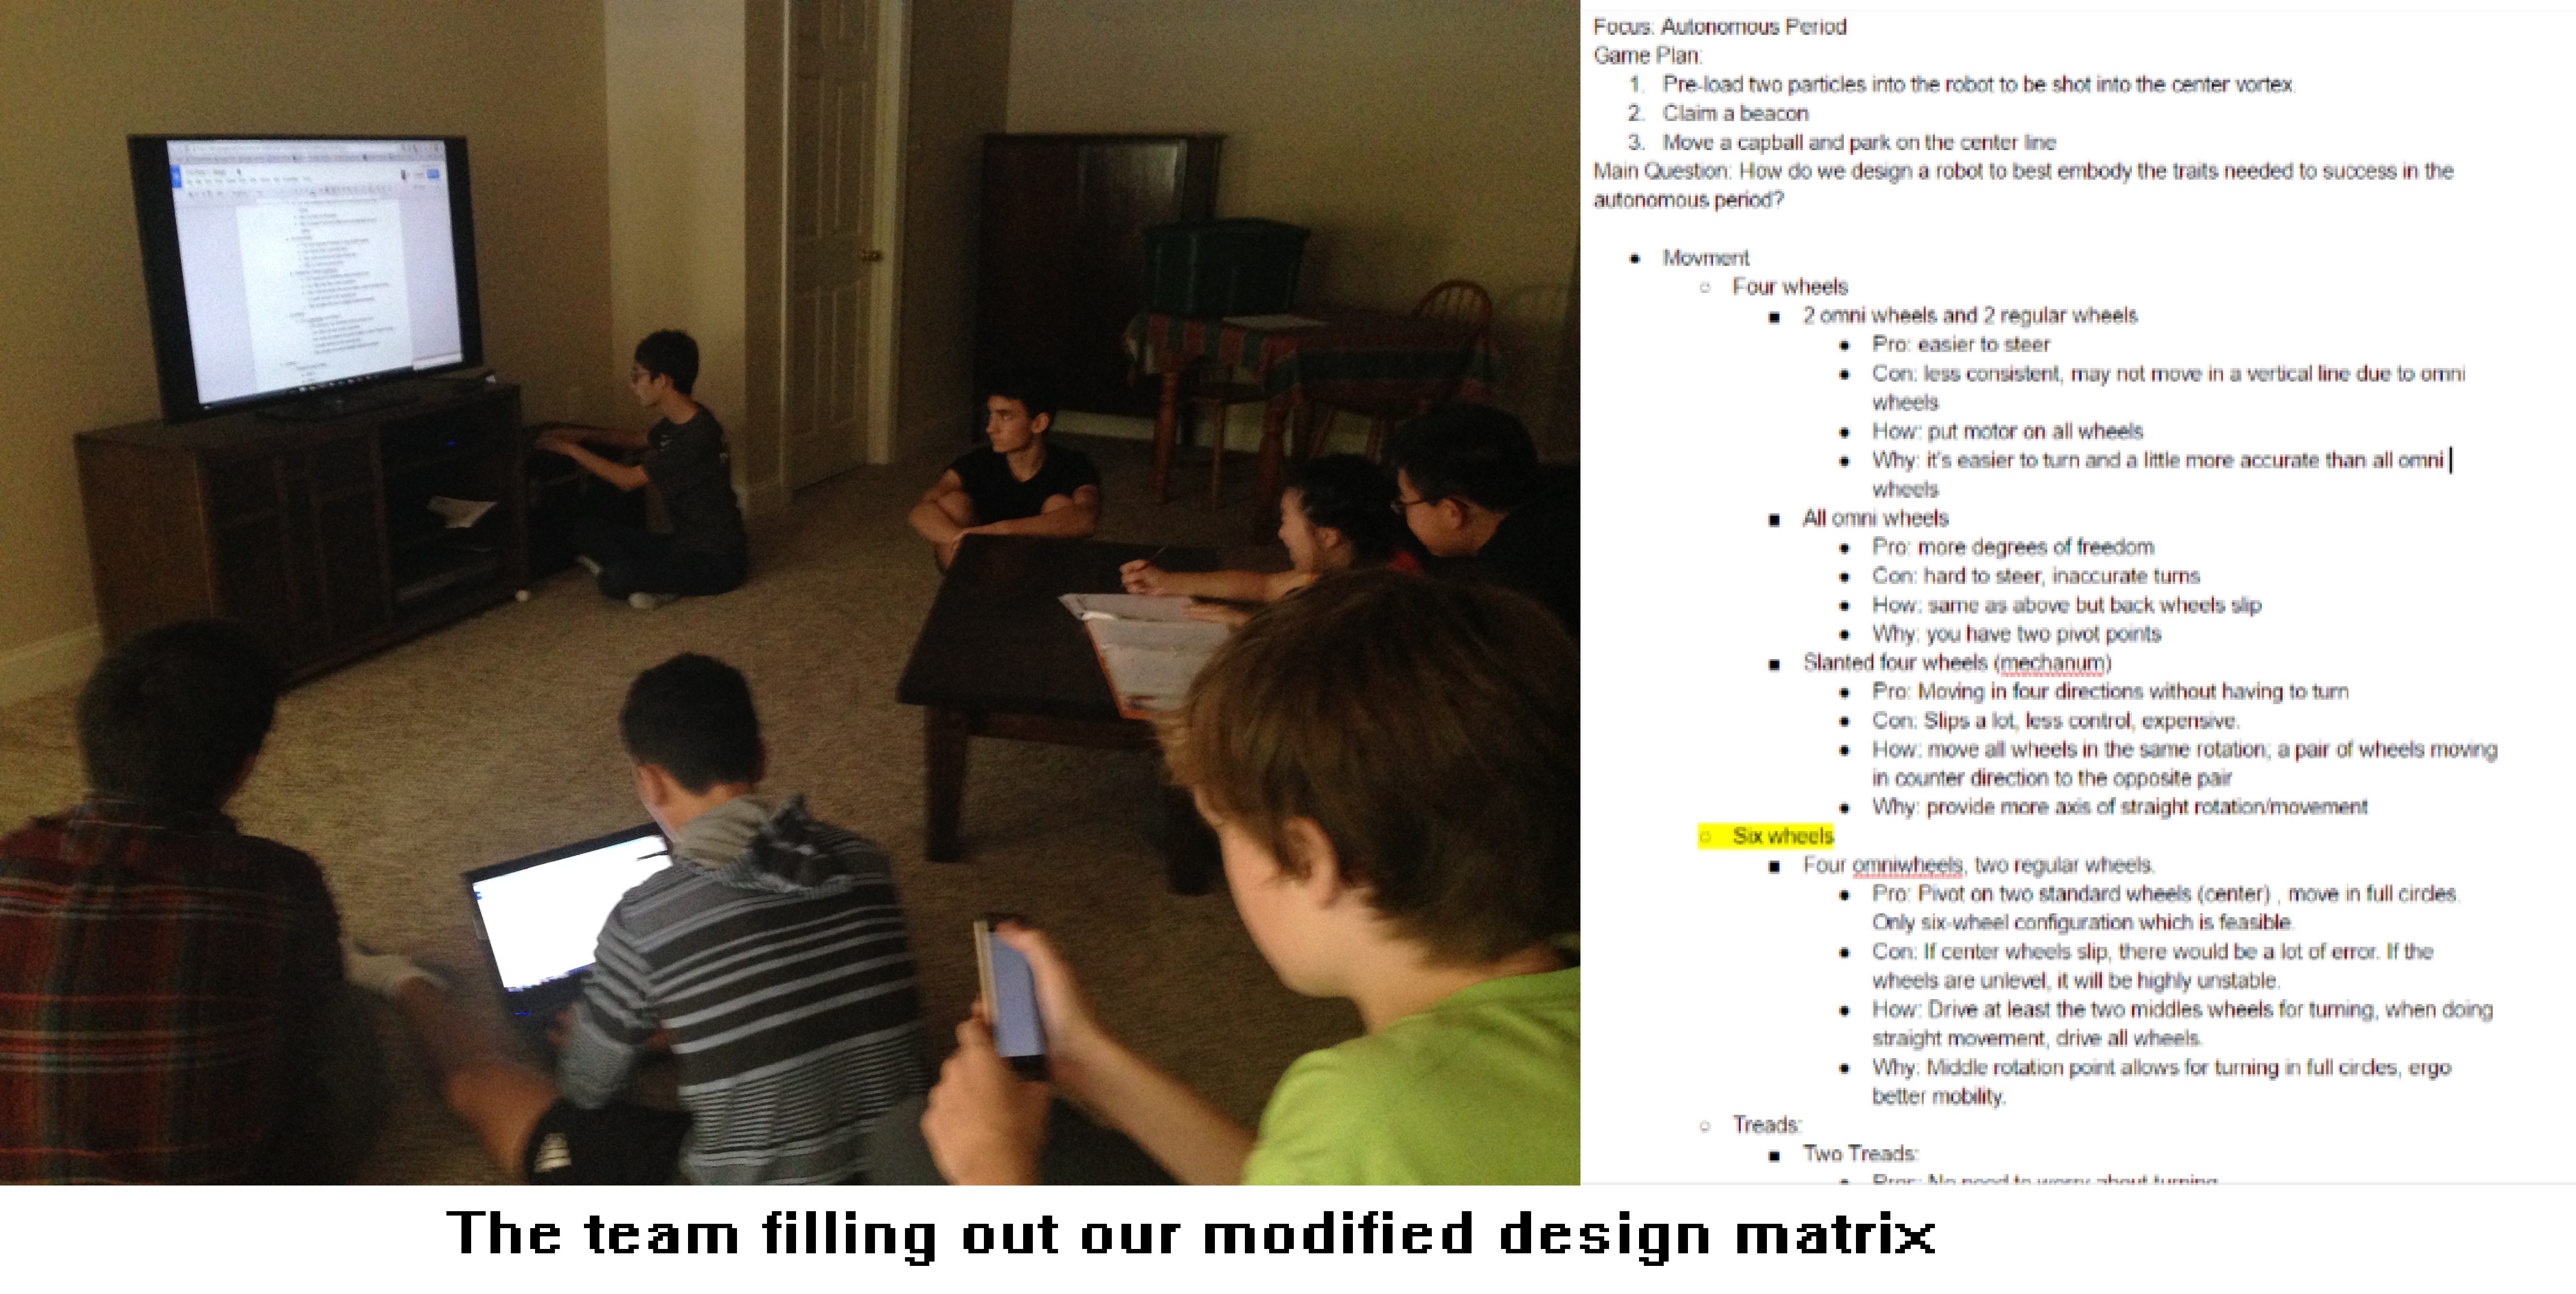 Focus: Autonomous Period
Game Plan:
1. Pre-load two particles into the robot to be shot into the center vortex.
2. Claim a beacon
3. Move a capball and park on the center line
Main Question: How do we design a robot to best embody the traits needed to success in the
autonomous period?
● Movment
○ Four wheels
■ 2 omni wheels and 2 regular wheels
● Pro: easier to steer
● Con: less consistent, may not move in a vertical line due to omni
wheels
● How: put motor on all wheels
● Why: it's easier to turn and a little more accurate than all omni
wheels
■ All omni wheels
● Pro: more degrees of freedom
● Con: hard to steer, inaccurate turns
● How: same as above but back wheels slip
● Why: you have two pivot points
■ Slanted four wheels (mechanum)
● Pro: Moving in four directions without having to turn
● Con: Slips a lot, less control, expensive.
● How: move all wheels in the same rotation; a pair of wheels moving
in counter direction to the opposite pair
● Why: provide more axis of straight rotation/movement
○ Six wheels
■ Four omniwheels, two regular wheels.
● Pro: Pivot on two standard wheels (center) , move in full circles.
Only six-wheel configuration which is feasible.
● Con: If center wheels slip, there would be a lot of error. If the
wheels are unlevel, it will be highly unstable.
● How: Drive at least the two middles wheels for turning, when doing
straight movement, drive all wheels.
● Why: Middle rotation point allows for turning in full circles, ergo
better mobility.
○ Treads:
■ Two Treads:
● Pros: No need to worry about turning
The team filling out our modified design matrix